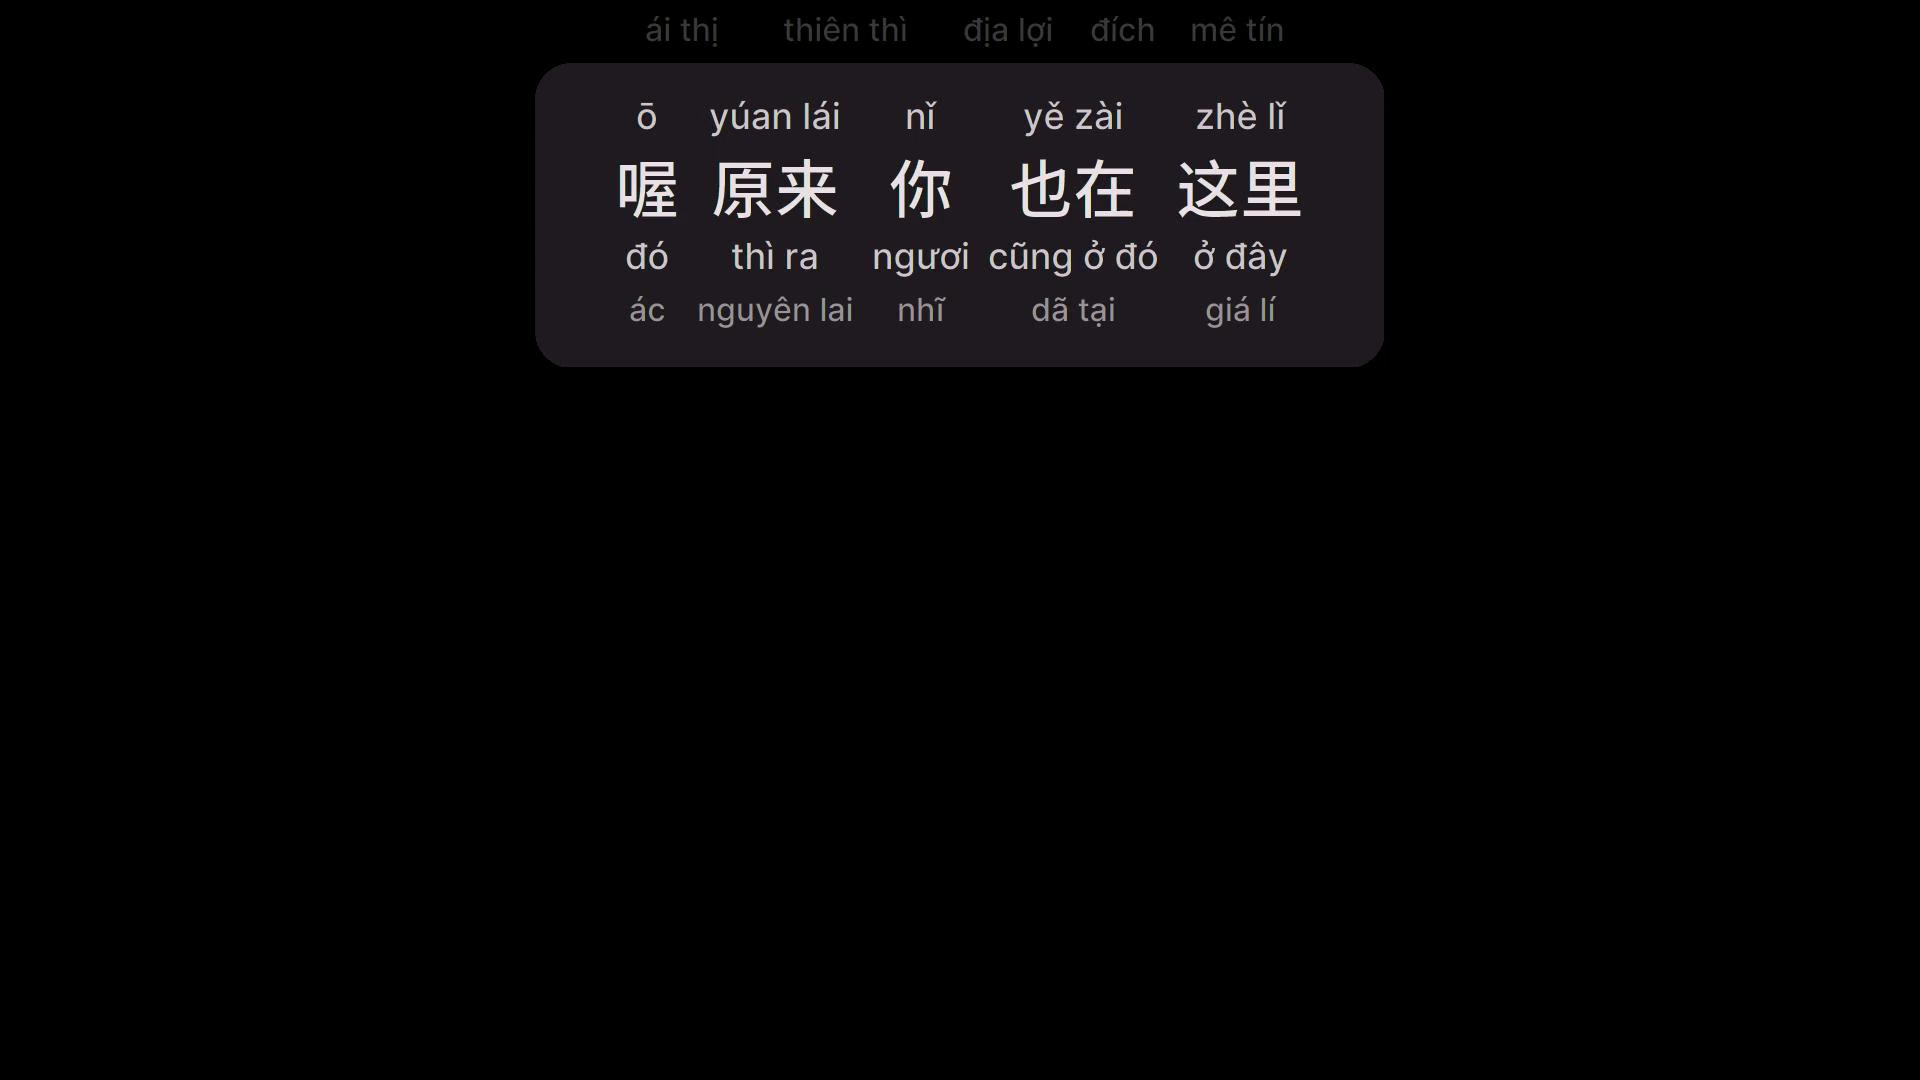 ái thị thiên thì địa lợi đích mê tín
ō yúan lái nǐ yě zài zhè lǐ
喔 原来 你 也在 这里
đó thì ra ngươi cũng ở đó ở đây
ác nguyên lai nhĩ dã tại giá lí